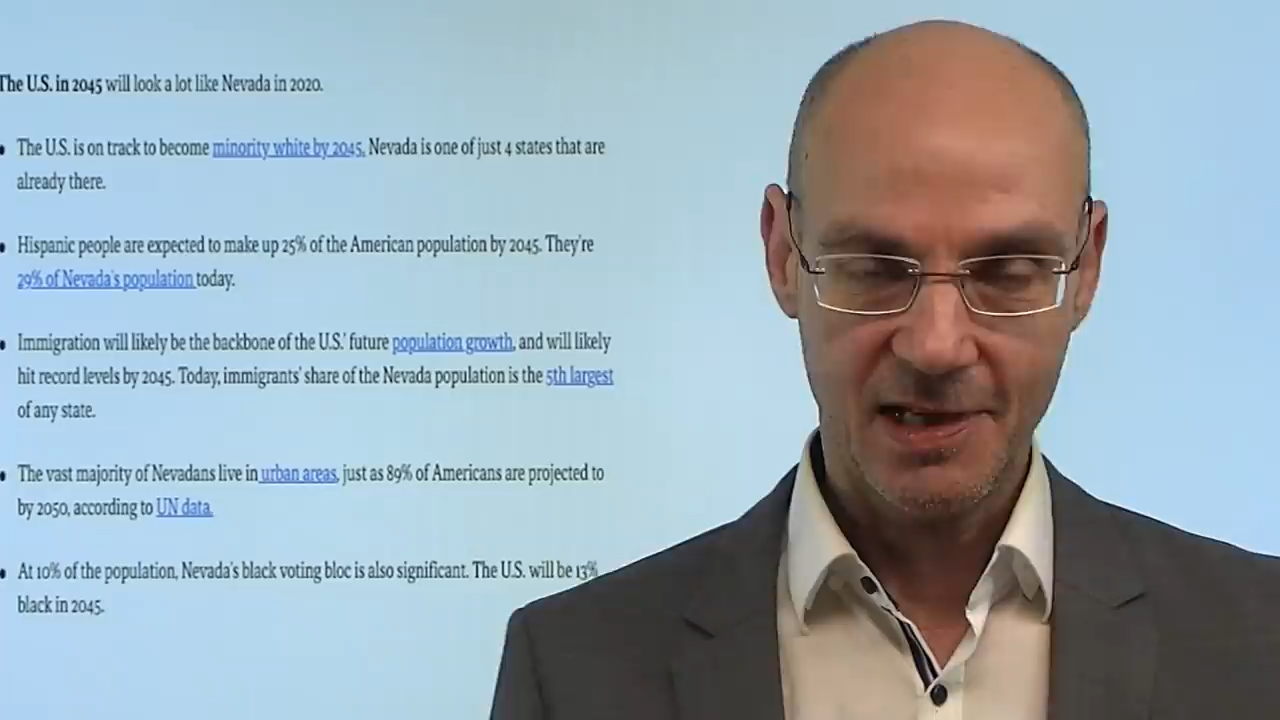 The U.S. in 2045 will look a lot like Nevada in 2020.
The U.S. is on track to become minority white by 2045. Nevada is one of just 4 states that are
already there.
Hispanic people are expected to make up 25% of the American population by 2045. They're
29% of Nevada's population today.
Immigration will likely be the backbone of the U.S.' future population growth, and will likely
hit record levels by 2045. Today, immigrants' share of the Nevada population is the 5th largest
of any state.
The vast majority of Nevadans live in urban areas, just as 89% of Americans are projected to
by 2050, according to UN data.
At 10% of the population, Nevada's black voting bloc is also significant. The U.S. will be 13%
black in 2045.